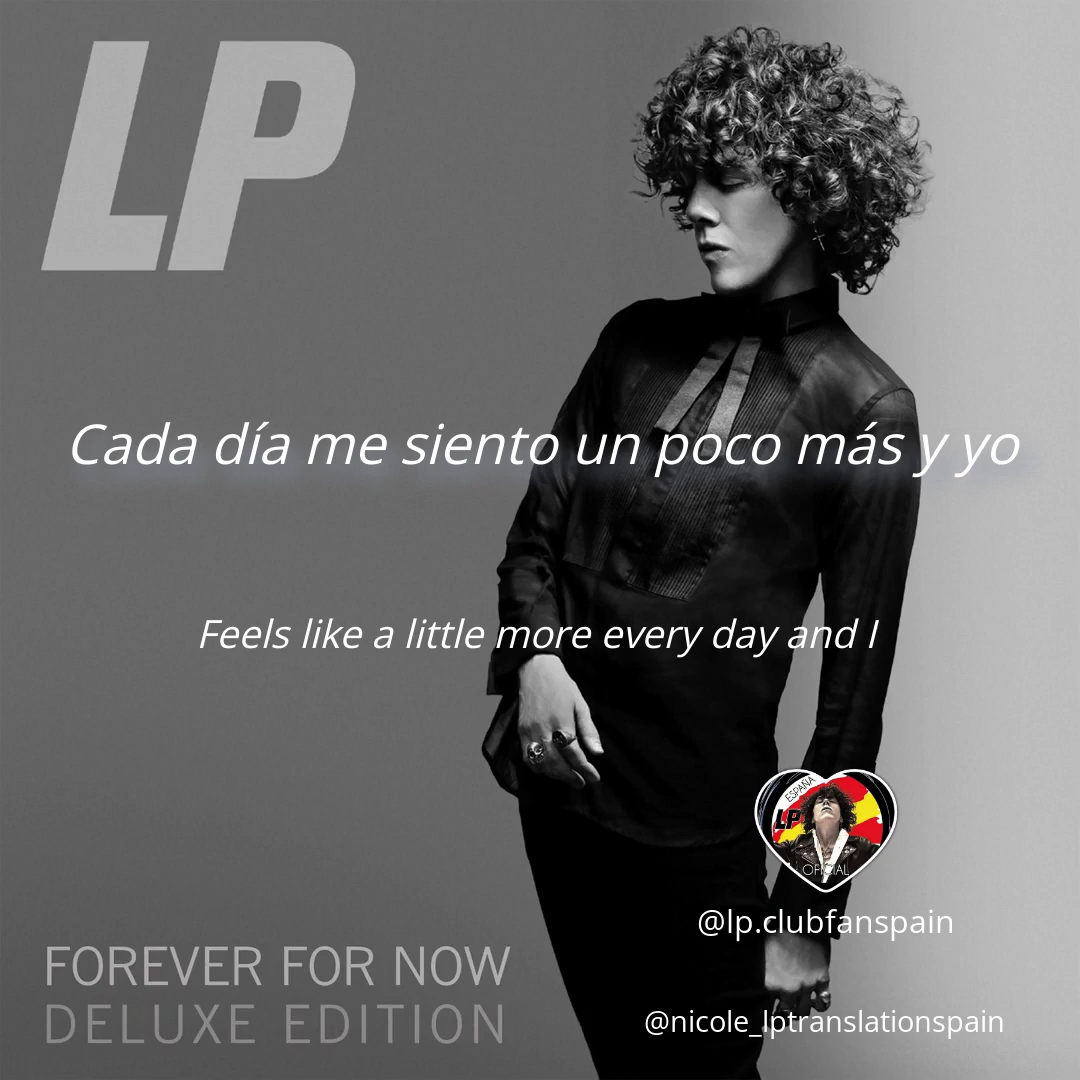 LP
Cada día me siento un poco más y yo
Feels like a little more every day and I
ESPAÑA
LP
OFICIAL
@lp.clubfanspain
FOREVER FOR NOW
DELUXE EDITION
@nicole_lptranslationspain